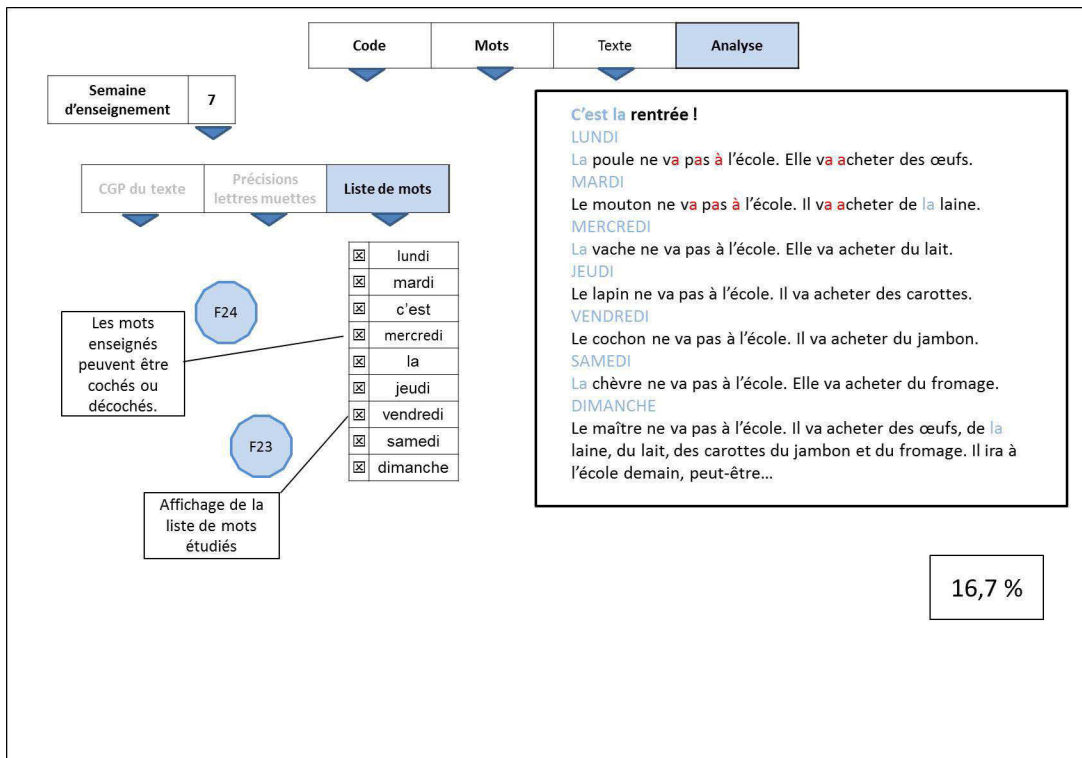 Code Mots Texte Analyse
Semaine
d'enseignement 7
CGP du texte Précisions
lettres muettes Liste de mots
lundi
mardi
c'est
mercredi
la
jeudi
vendredi
samedi
dimanche
F24
Les mots
enseignés
peuvent être
cochés ou
décochés.
F23
Affichage de la
liste de mots
étudiés
C'est la rentrée !
LUNDI
La poule ne va pas à l'école. Elle va acheter des œufs.
MARDI
Le mouton ne va pas à l'école. Il va acheter de la laine.
MERCREDI
La vache ne va pas à l'école. Elle va acheter du lait.
JEUDI
Le lapin ne va pas à l'école. Il va acheter des carottes.
VENDREDI
Le cochon ne va pas à l'école. Il va acheter du jambon.
SAMEDI
La chèvre ne va pas à l'école. Elle va acheter du fromage.
DIMANCHE
Le maître ne va pas à l'école. Il va acheter des œufs, de la
laine, du lait, des carottes du jambon et du fromage. Il ira à
l'école demain, peut-être…
16,7 %